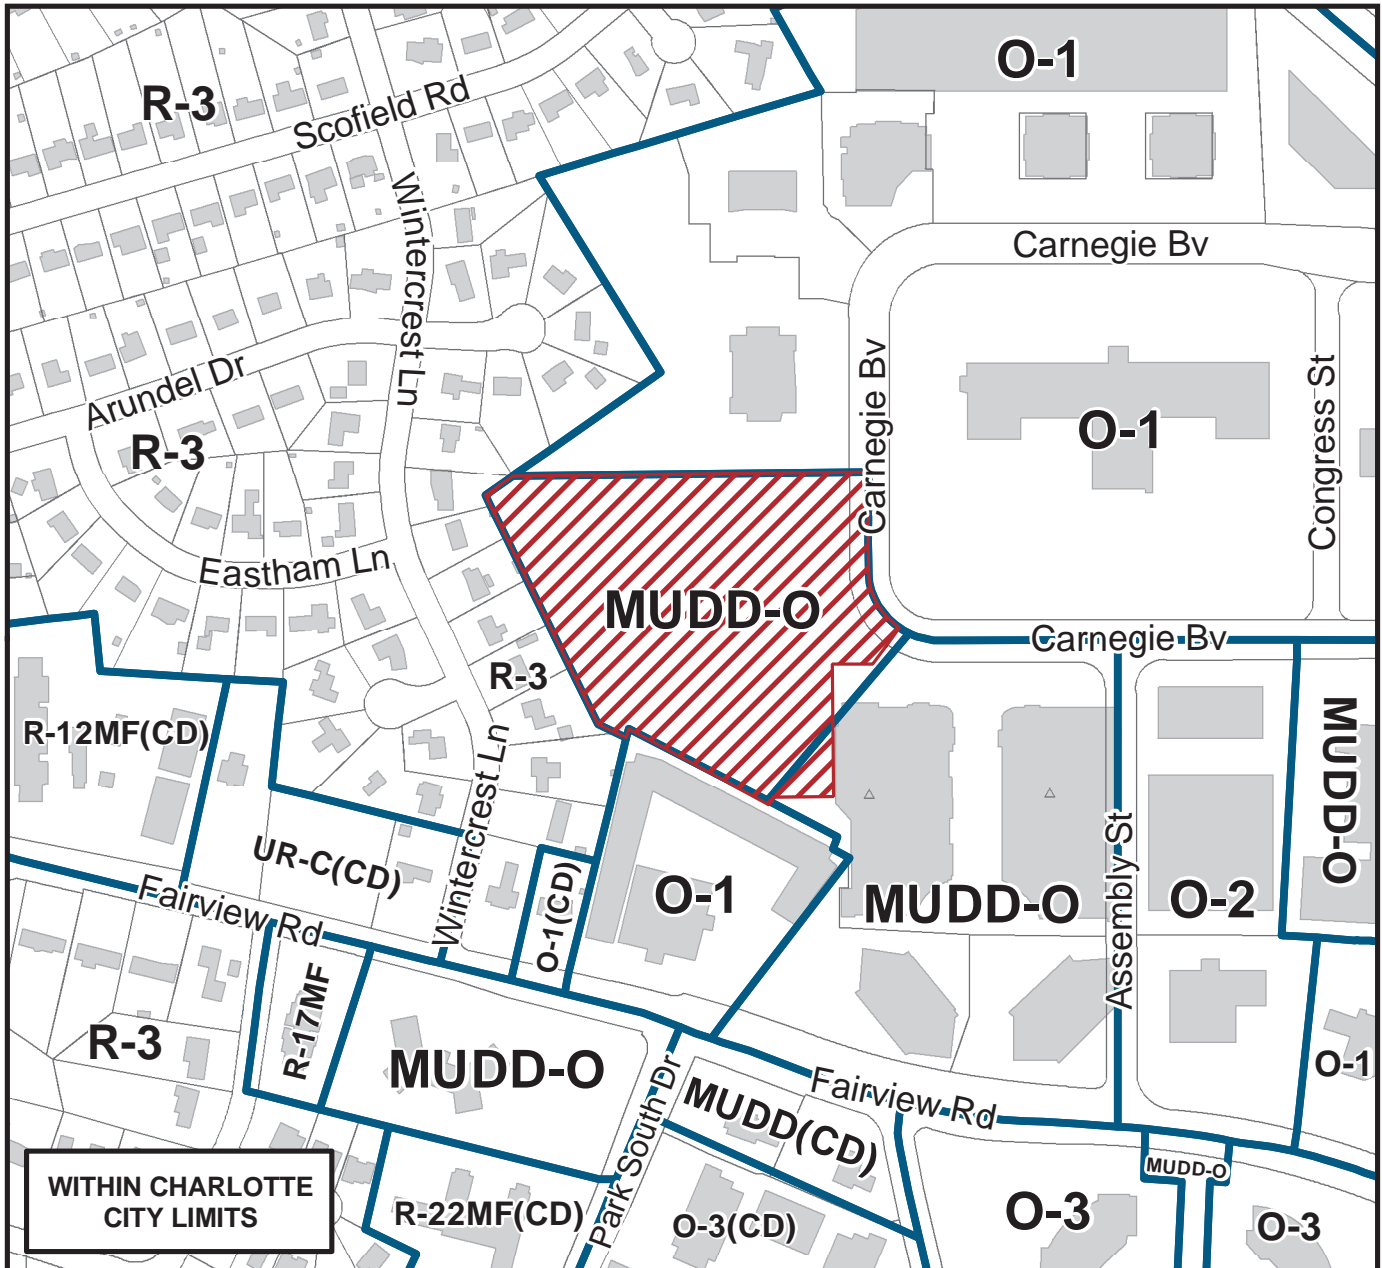 O-1
R-3
Scofield Rd
Wintercrest Ln
Carnegie Bv
Carnegie Bv
Congress St
Arundel Dr
R-3
O-1
Eastham Ln
MUDD-O
Carnegie Bv
R-3
R-12MF(CD)
MUDD-O
Wintercrest Ln
UR-C(CD)
Assembly St
Fairview Rd
O-1(CD)
O-1
MUDD-O
O-2
R-17MF
R-3
MUDD-O
Park South Dr
MUDD(CD)
Fairview Rd
O-1
MUDD-O
WITHIN CHARLOTTE
CITY LIMITS
R-22MF(CD)
O-3(CD)
O-3
O-3